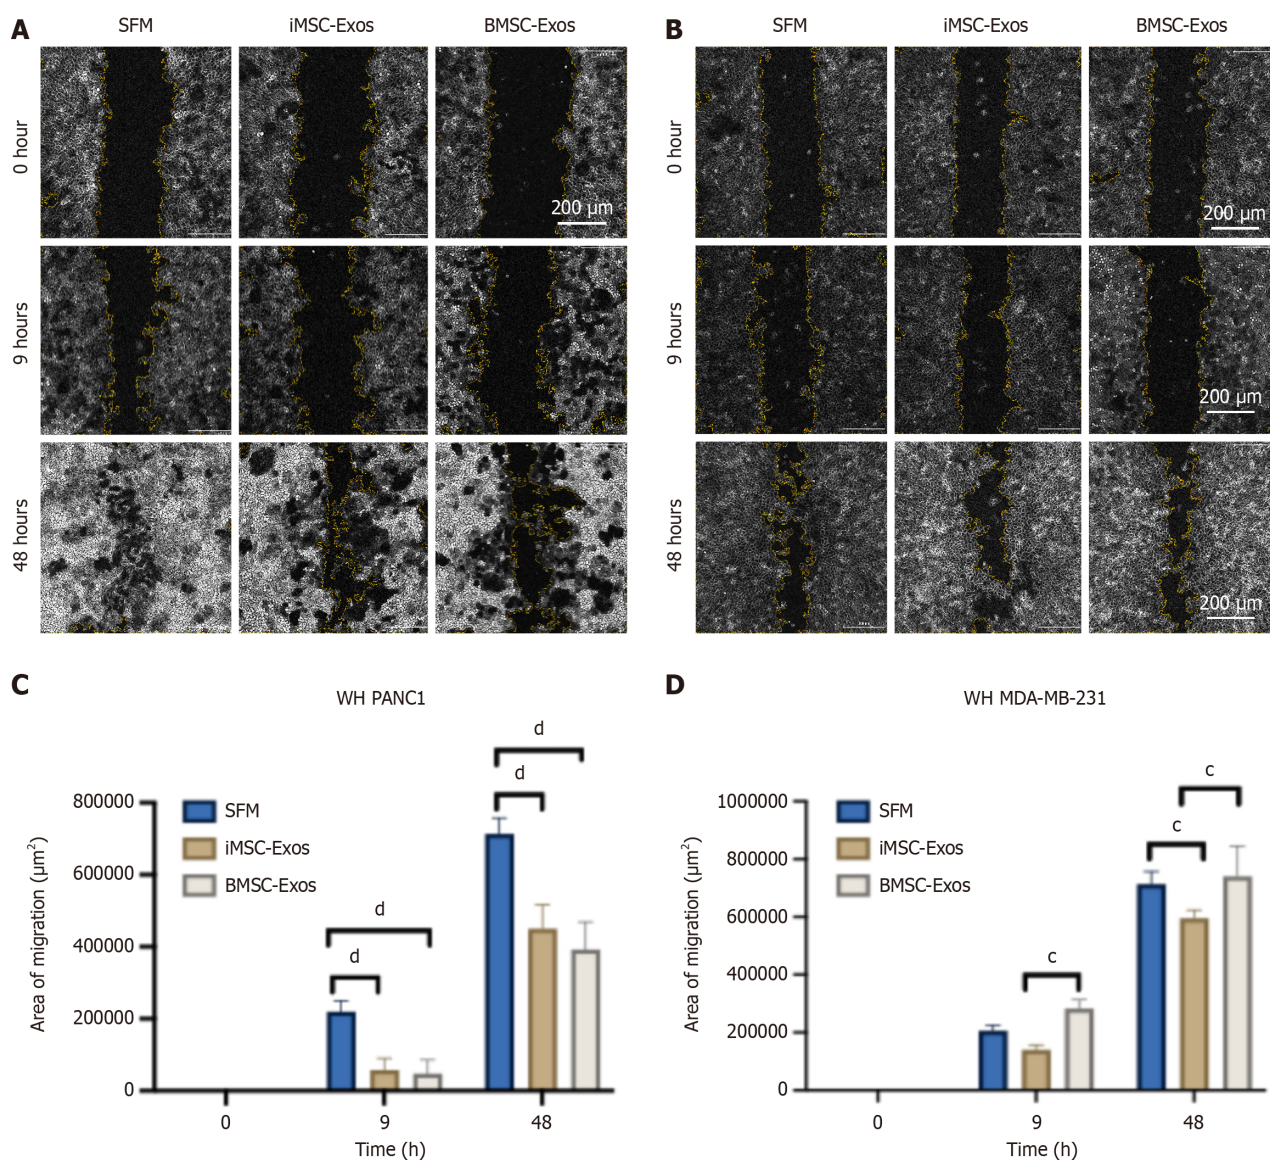 A
SFM iMSC-Exos BMSC-Exos
0 hour
200 µm
9 hours
48 hours
B
SFM iMSC-Exos BMSC-Exos
0 hour
200 µm
9 hours
200 µm
48 hours
200 µm
C
WH PANC1
Area of migration (µm²)
800000
600000
400000
200000
0
SFM
iMSC-Exos
BMSC-Exos
d
d
d
d
0 9 48
Time (h)
D
WH MDA-MB-231
Area of migration (µm²)
1000000
800000
600000
400000
200000
0
SFM
iMSC-Exos
BMSC-Exos
c
c
c
0 9 48
Time (h)